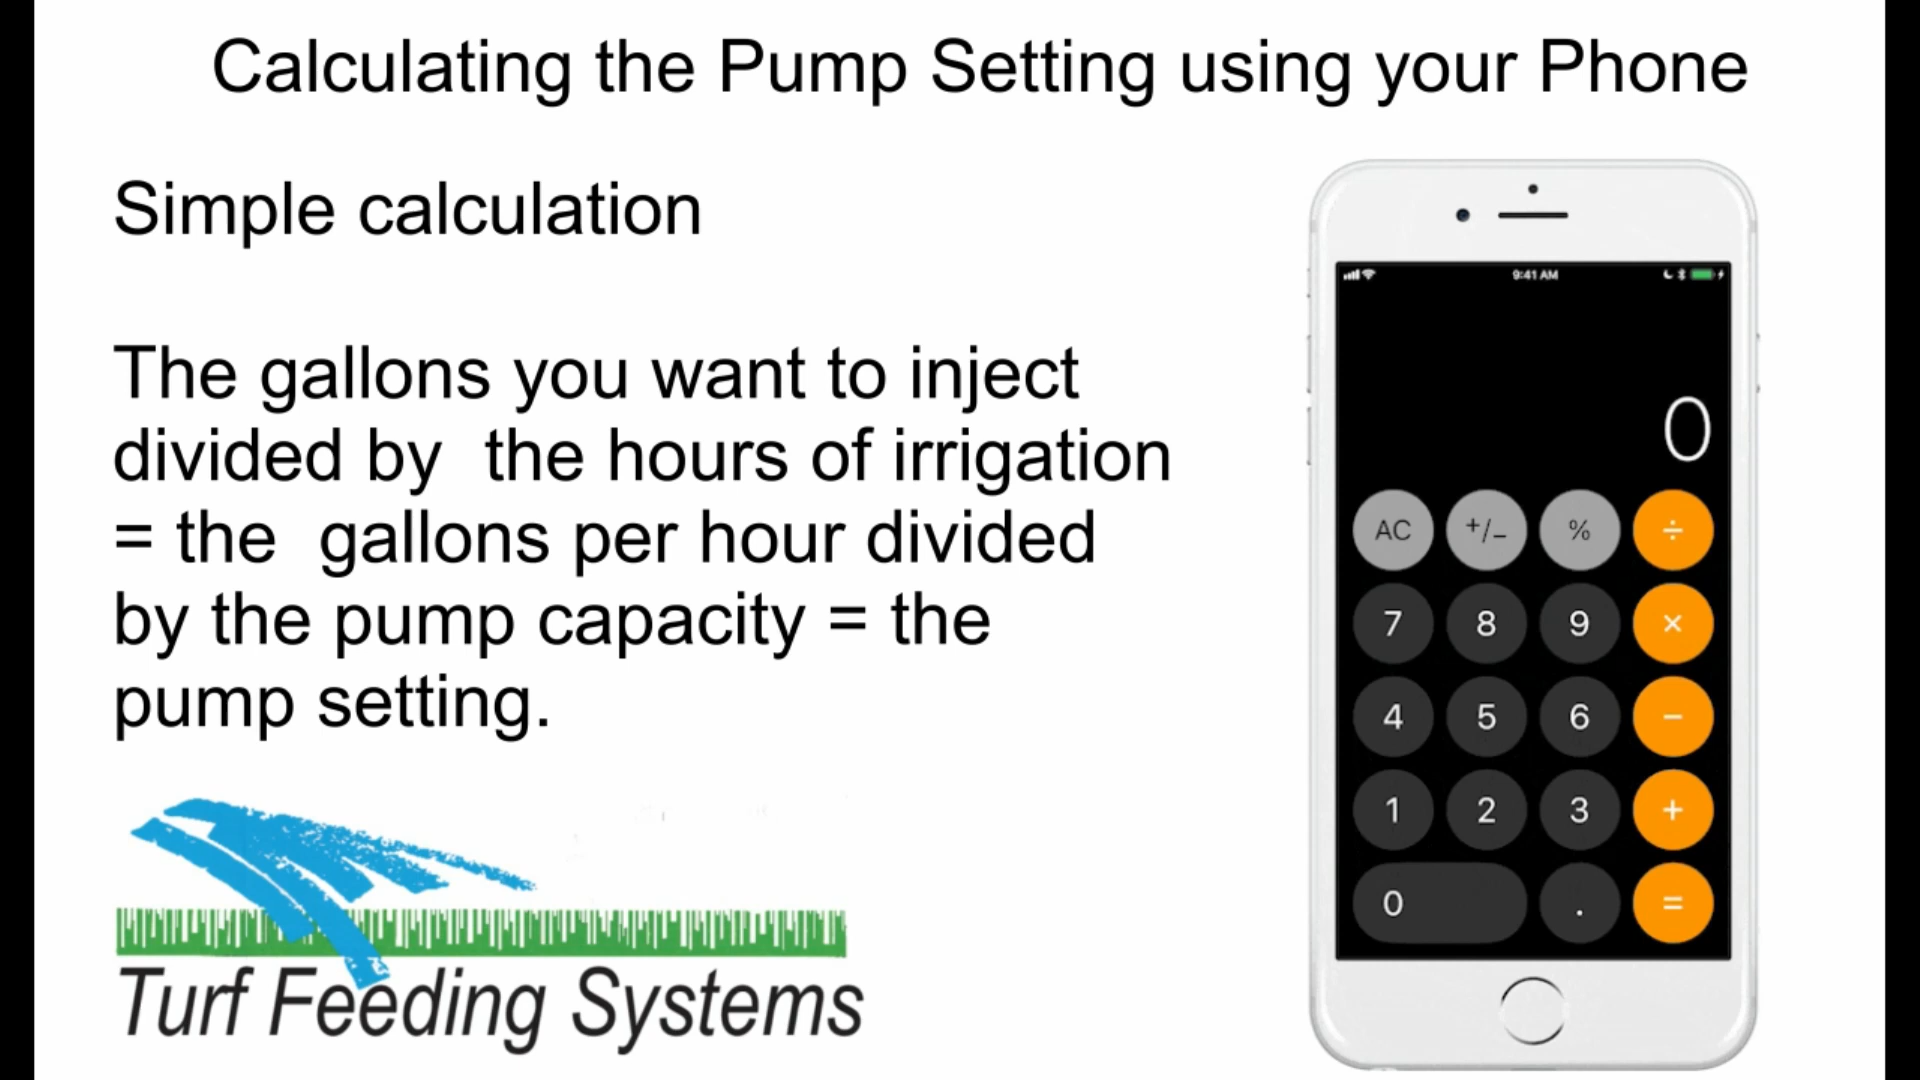 Calculating the Pump Setting using your Phone
Simple calculation
The gallons you want to inject
divided by  the hours of irrigation
= the  gallons per hour divided
by the pump capacity = the
pump setting.
Turf Feeding Systems
9:41 AM
0
AC +/− % ÷
7 8 9 ×
4 5 6 −
1 2 3 +
0 . =